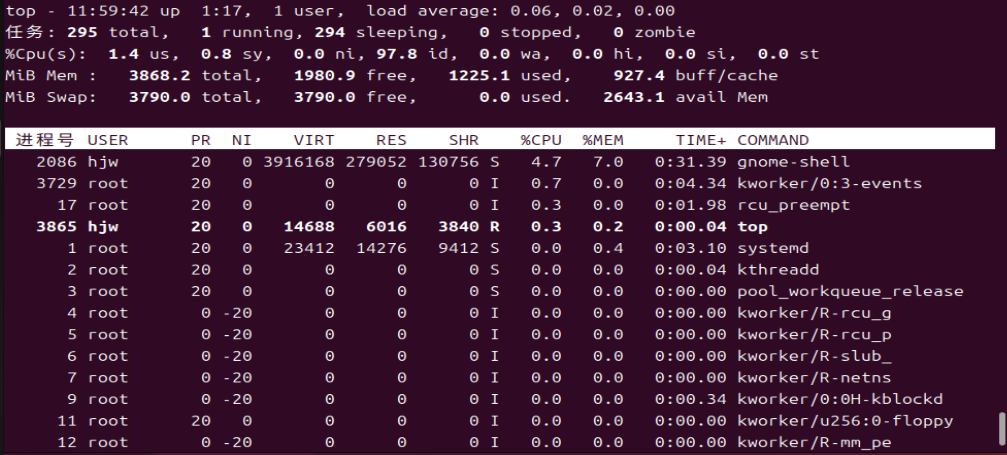 top - 11:59:42 up  1:17,  1 user,  load average: 0.06, 0.02, 0.00
任务: 295 total,   1 running, 294 sleeping,   0 stopped,   0 zombie
%Cpu(s):  1.4 us,  0.8 sy,  0.0 ni, 97.8 id,  0.0 wa,  0.0 hi,  0.0 si,  0.0 st
MiB Mem :   3868.2 total,   1980.9 free,   1225.1 used,    927.4 buff/cache
MiB Swap:   3790.0 total,   3790.0 free,      0.0 used.   2643.1 avail Mem
进程号 USER      PR  NI    VIRT    RES    SHR    %CPU  %MEM     TIME+ COMMAND
2086 hjw       20   0 3916168 279052 130756 S   4.7   7.0   0:31.39 gnome-shell
3729 root      20   0       0      0      0 I   0.7   0.0   0:04.34 kworker/0:3-events
17 root      20   0       0      0      0 I   0.3   0.0   0:01.98 rcu_preempt
3865 hjw       20   0   14688   6016   3840 R   0.3   0.2   0:00.04 top
1 root      20   0   23412  14276   9412 S   0.0   0.4   0:03.10 systemd
2 root      20   0       0      0      0 S   0.0   0.0   0:00.04 kthreadd
3 root      20   0       0      0      0 S   0.0   0.0   0:00.00 pool_workqueue_release
4 root       0 -20       0      0      0 I   0.0   0.0   0:00.00 kworker/R-rcu_g
5 root       0 -20       0      0      0 I   0.0   0.0   0:00.00 kworker/R-rcu_p
6 root       0 -20       0      0      0 I   0.0   0.0   0:00.00 kworker/R-slub_
7 root       0 -20       0      0      0 I   0.0   0.0   0:00.00 kworker/R-netns
9 root       0 -20       0      0      0 I   0.0   0.0   0:00.34 kworker/0:0H-kblockd
11 root      20   0       0      0      0 I   0.0   0.0   0:00.00 kworker/u256:0-floppy
12 root       0 -20       0      0      0 I   0.0   0.0   0:00.00 kworker/R-mm_pe